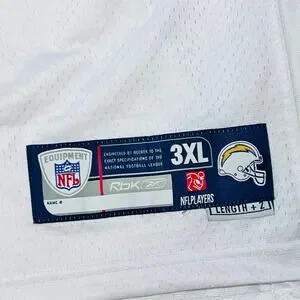 EQUIPMENT
NFL
ENGINEERED BY REEBOK TO THE
EXACT SPECIFICATIONS OF THE
NATIONAL FOOTBALL LEAGUE
3XL
RBK
NAME/#
NFLPLAYERS
LENGTH +2